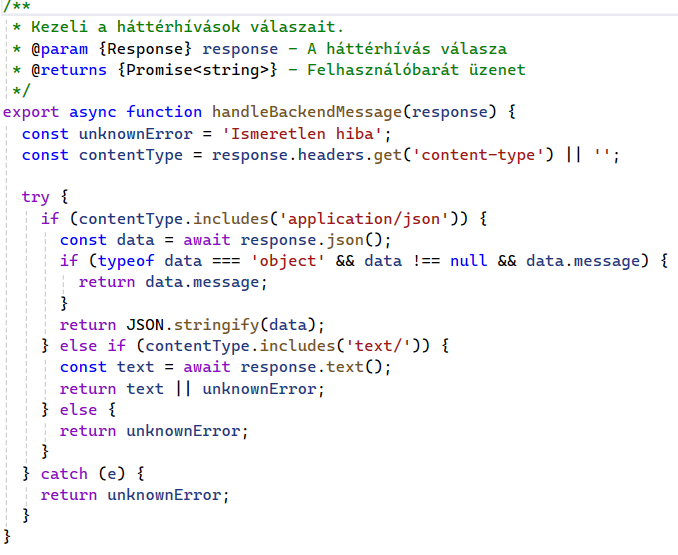 /**
 * Kezeli a háttérhívások válaszait.
 * @param {Response} response - A háttérhívás válasza
 * @returns {Promise<string>} - Felhasználóbarát üzenet
 */
export async function handleBackendMessage(response) {
  const unknownError = 'Ismeretlen hiba';
  const contentType = response.headers.get('content-type') || '';

  try {
    if (contentType.includes('application/json')) {
      const data = await response.json();
      if (typeof data === 'object' && data !== null && data.message) {
        return data.message;
      }
      return JSON.stringify(data);
    } else if (contentType.includes('text/')) {
      const text = await response.text();
      return text || unknownError;
    } else {
      return unknownError;
    }
  } catch (e) {
    return unknownError;
  }
}